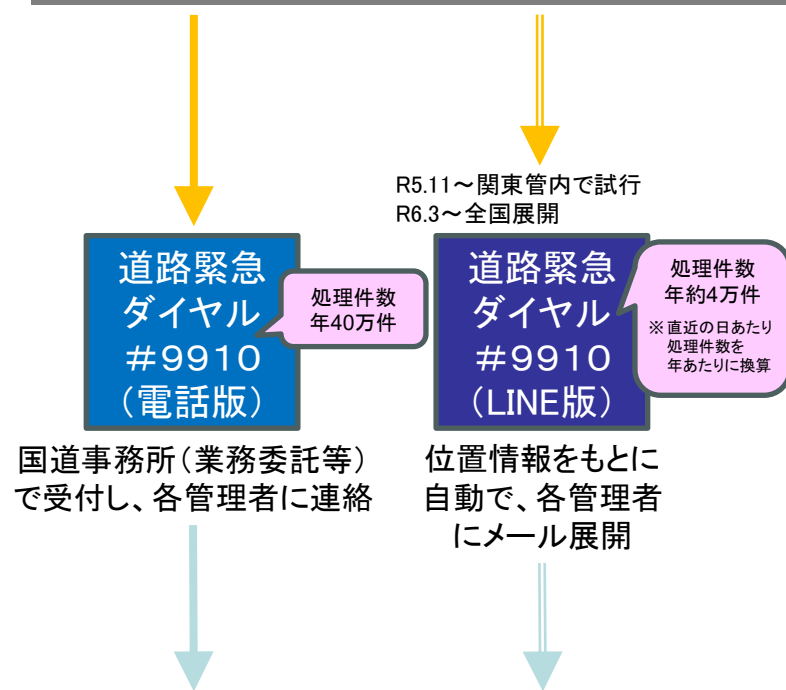 R5.11~関東管内で試行
R6.3~全国展開
道路緊急
ダイヤル
#9910
(電話版)
処理件数
年40万件
国道事務所(業務委託等)
で受付し、各管理者に連絡
道路緊急
ダイヤル
#9910
(LINE版)
処理件数
年約4万件
※直近の日あたり
処理件数を
年あたりに換算
位置情報をもとに
自動で、各管理者
にメール展開